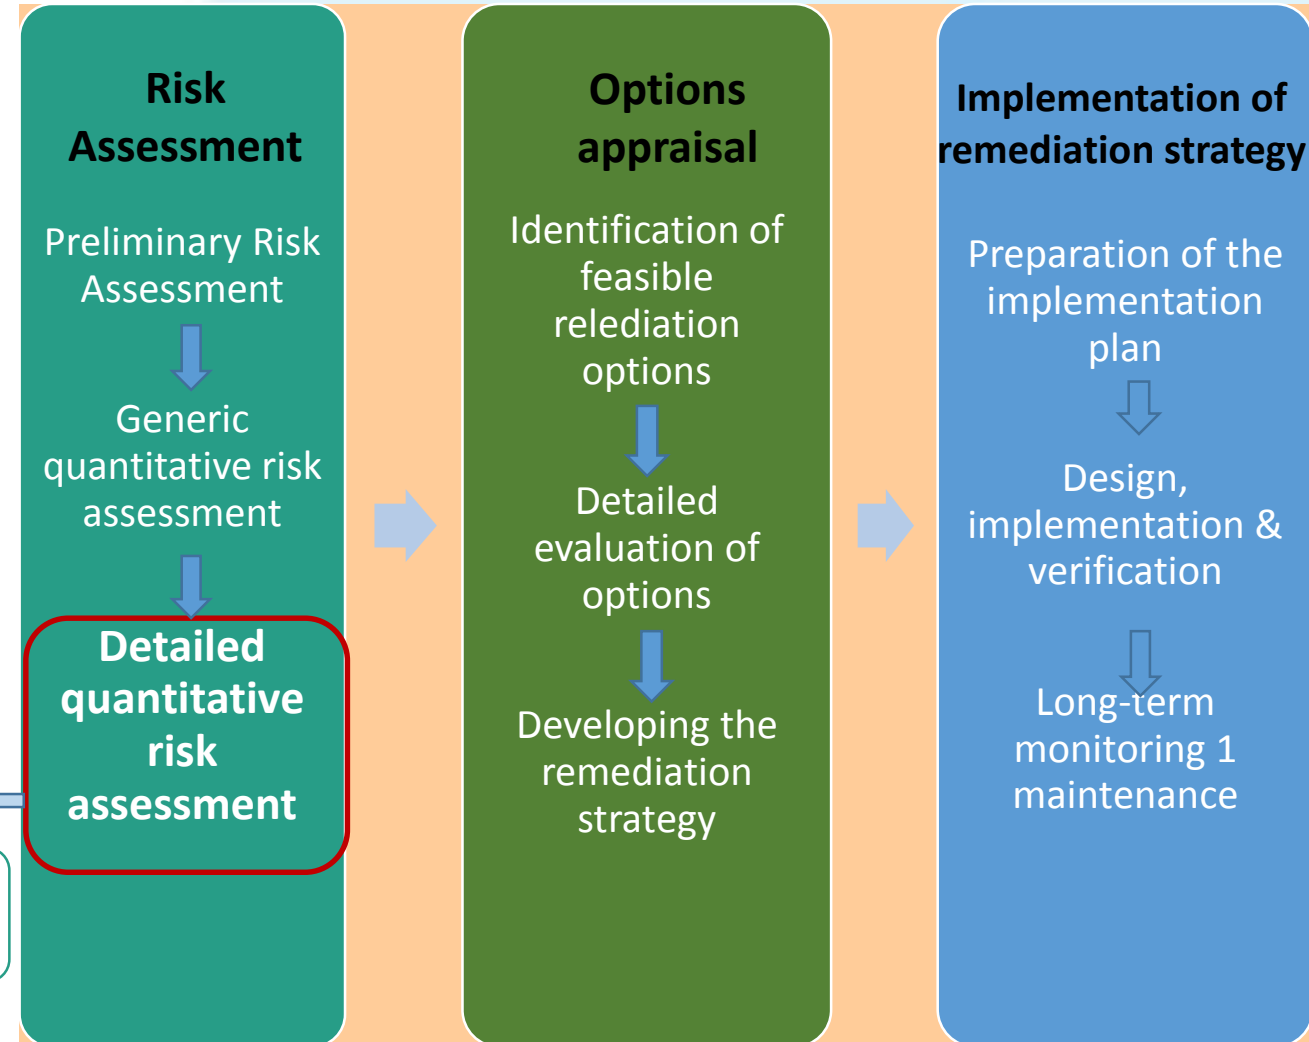 Risk
Assessment
Preliminary Risk
Assessment
Generic
quantitative risk
assessment
Detailed
quantitative
risk
assessment
Options
appraisal
Identification of
feasible
relediation
options
Detailed
evaluation of
options
Developing the
remediation
strategy
Implementation of
remediation strategy
Preparation of the
implementation
plan
Design,
implementation &
verification
Long-term
monitoring 1
maintenance